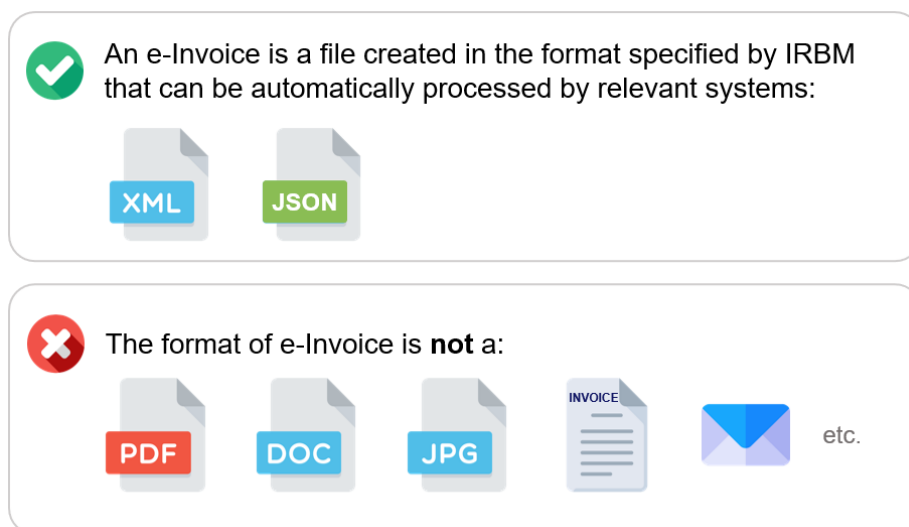 An e-Invoice is a file created in the format specified by IRBM
that can be automatically processed by relevant systems:
XML JSON
The format of e-Invoice is not a:
PDF DOC JPG INVOICE etc.